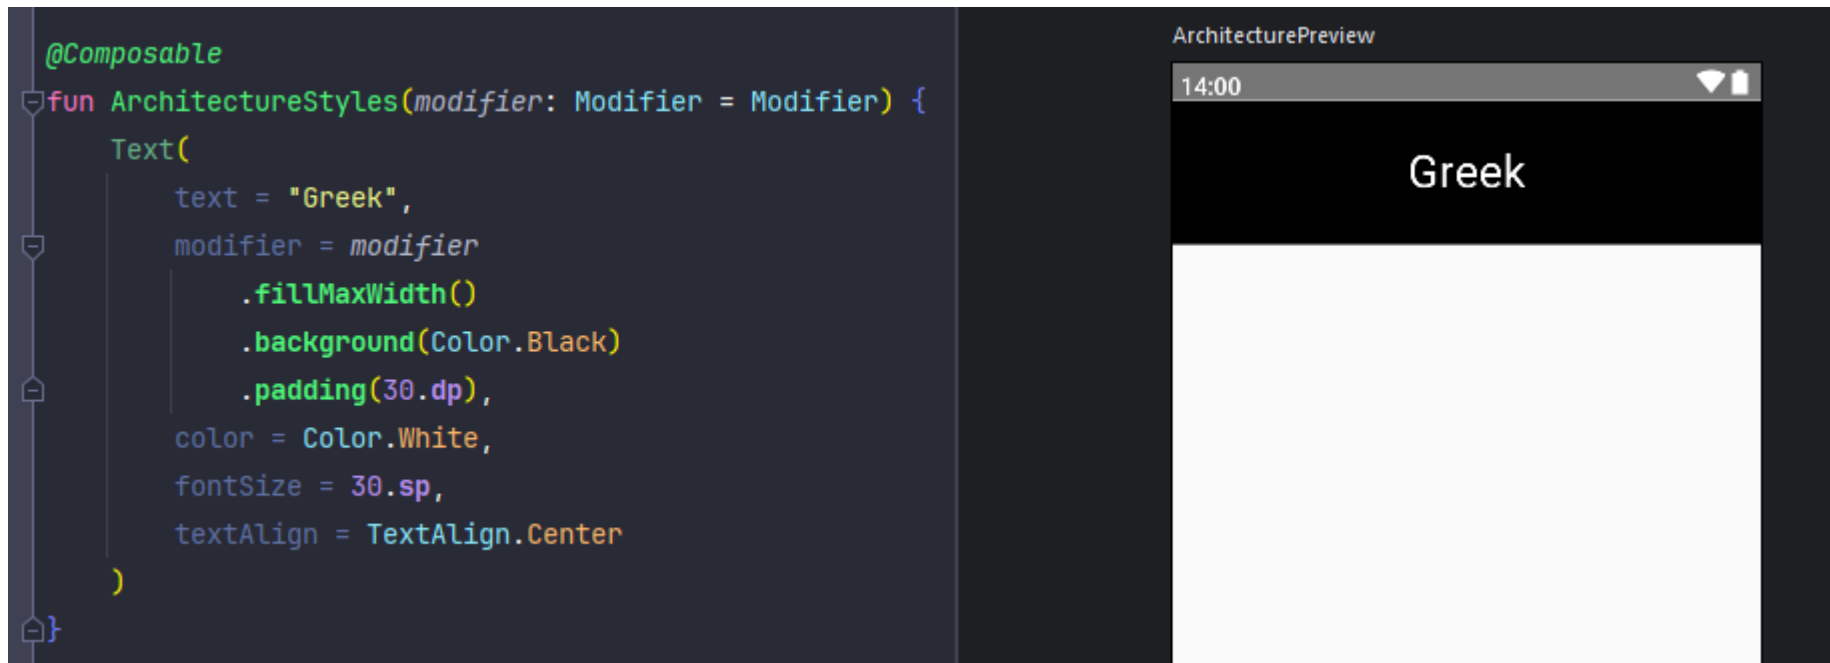 @Composable
fun ArchitectureStyles(modifier: Modifier = Modifier) {
    Text(
        text = "Greek",
        modifier = modifier
            .fillMaxWidth()
            .background(Color.Black)
            .padding(30.dp),
        color = Color.White,
        fontSize = 30.sp,
        textAlign = TextAlign.Center
    )
}
ArchitecturePreview
14:00
Greek